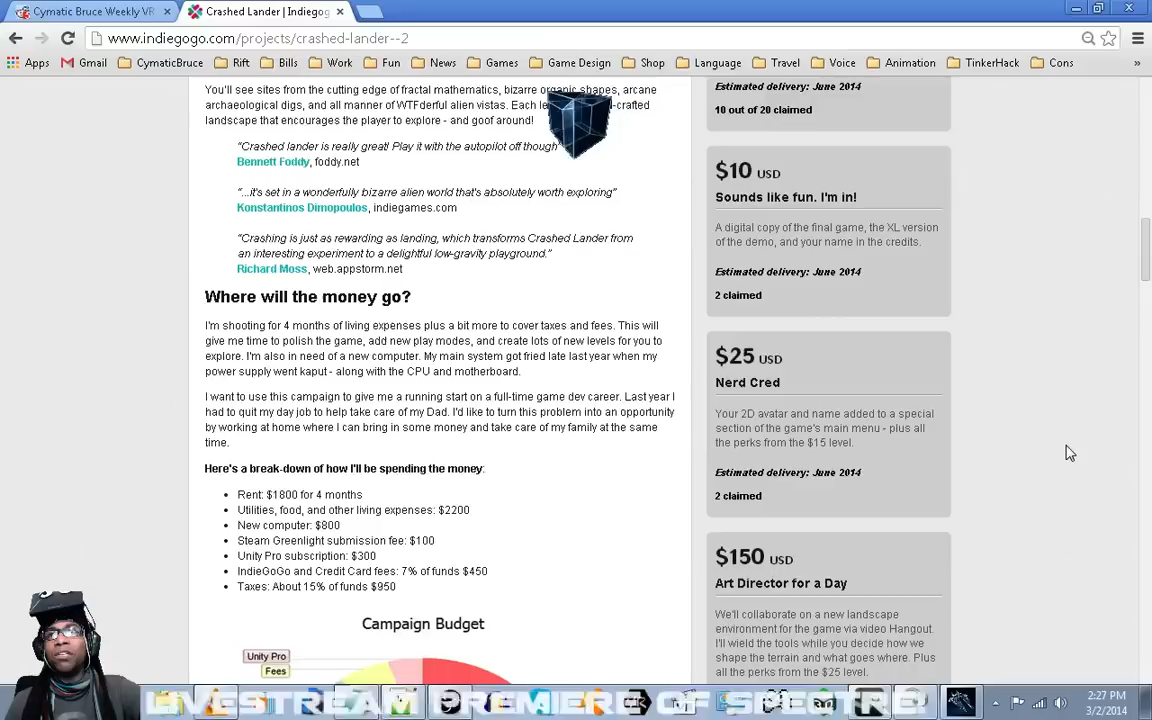 Cymatic Bruce Weekly VR
Crashed Lander | Indiegog
www.indiegogo.com/projects/crashed-lander--2
Apps Gmail CymaticBruce Rift Bills Work Fun News Games Game Design Shop Language Travel Voice Animation TinkerHack Cons »
You'll see sites from the cutting edge of fractal mathematics, bizarre organic shapes, arcane
archaeological digs, and all manner of WTFderful alien vistas. Each -crafted
landscape that encourages the player to explore - and goof around!
"Crashed lander is really great! Play it with the autopilot off though"
Bennett Foddy, foddy.net
"...it's set in a wonderfully bizarre alien world that's absolutely worth exploring"
Konstantinos Dimopoulos, indiegames.com
"Crashing is just as rewarding as landing, which transforms Crashed Lander from
an interesting experiment to a delightful low-gravity playground."
Richard Moss, web.appstorm.net
Where will the money go?
I'm shooting for 4 months of living expenses plus a bit more to cover taxes and fees. This will
give me time to polish the game, add new play modes, and create lots of new levels for you to
explore. I'm also in need of a new computer. My main system got fried late last year when my
power supply went kaput - along with the CPU and motherboard.
I want to use this campaign to give me a running start on a full-time game dev career. Last year I
had to quit my day job to help take care of my Dad. I'd like to turn this problem into an opportunity
by working at home where I can bring in some money and take care of my family at the same
time.
Here's a break-down of how I'll be spending the money:
• Rent: $1800 for 4 months
• Utilities, food, and other living expenses: $2200
• New computer: $800
• Steam Greenlight submission fee: $100
• Unity Pro subscription: $300
• IndieGoGo and Credit Card fees: 7% of funds $450
• Taxes: About 15% of funds $950
Campaign Budget
Unity Pro
Fees
Estimated delivery: June 2014
10 out of 20 claimed
$10 USD
Sounds like fun. I'm in!
A digital copy of the final game, the XL version
of the demo, and your name in the credits.
Estimated delivery: June 2014
2 claimed
$25 USD
Nerd Cred
Your 2D avatar and name added to a special
section of the game's main menu - plus all
the perks from the $15 level.
Estimated delivery: June 2014
2 claimed
$150 USD
Art Director for a Day
We'll collaborate on a new landscape
environment for the game via video Hangout.
I'll wield the tools while you decide how we
shape the terrain and what goes where. Plus
all the perks from the $25 level.
LIVESTREAM PREMIERE OF SPECTRE
2:27 PM
3/2/2014